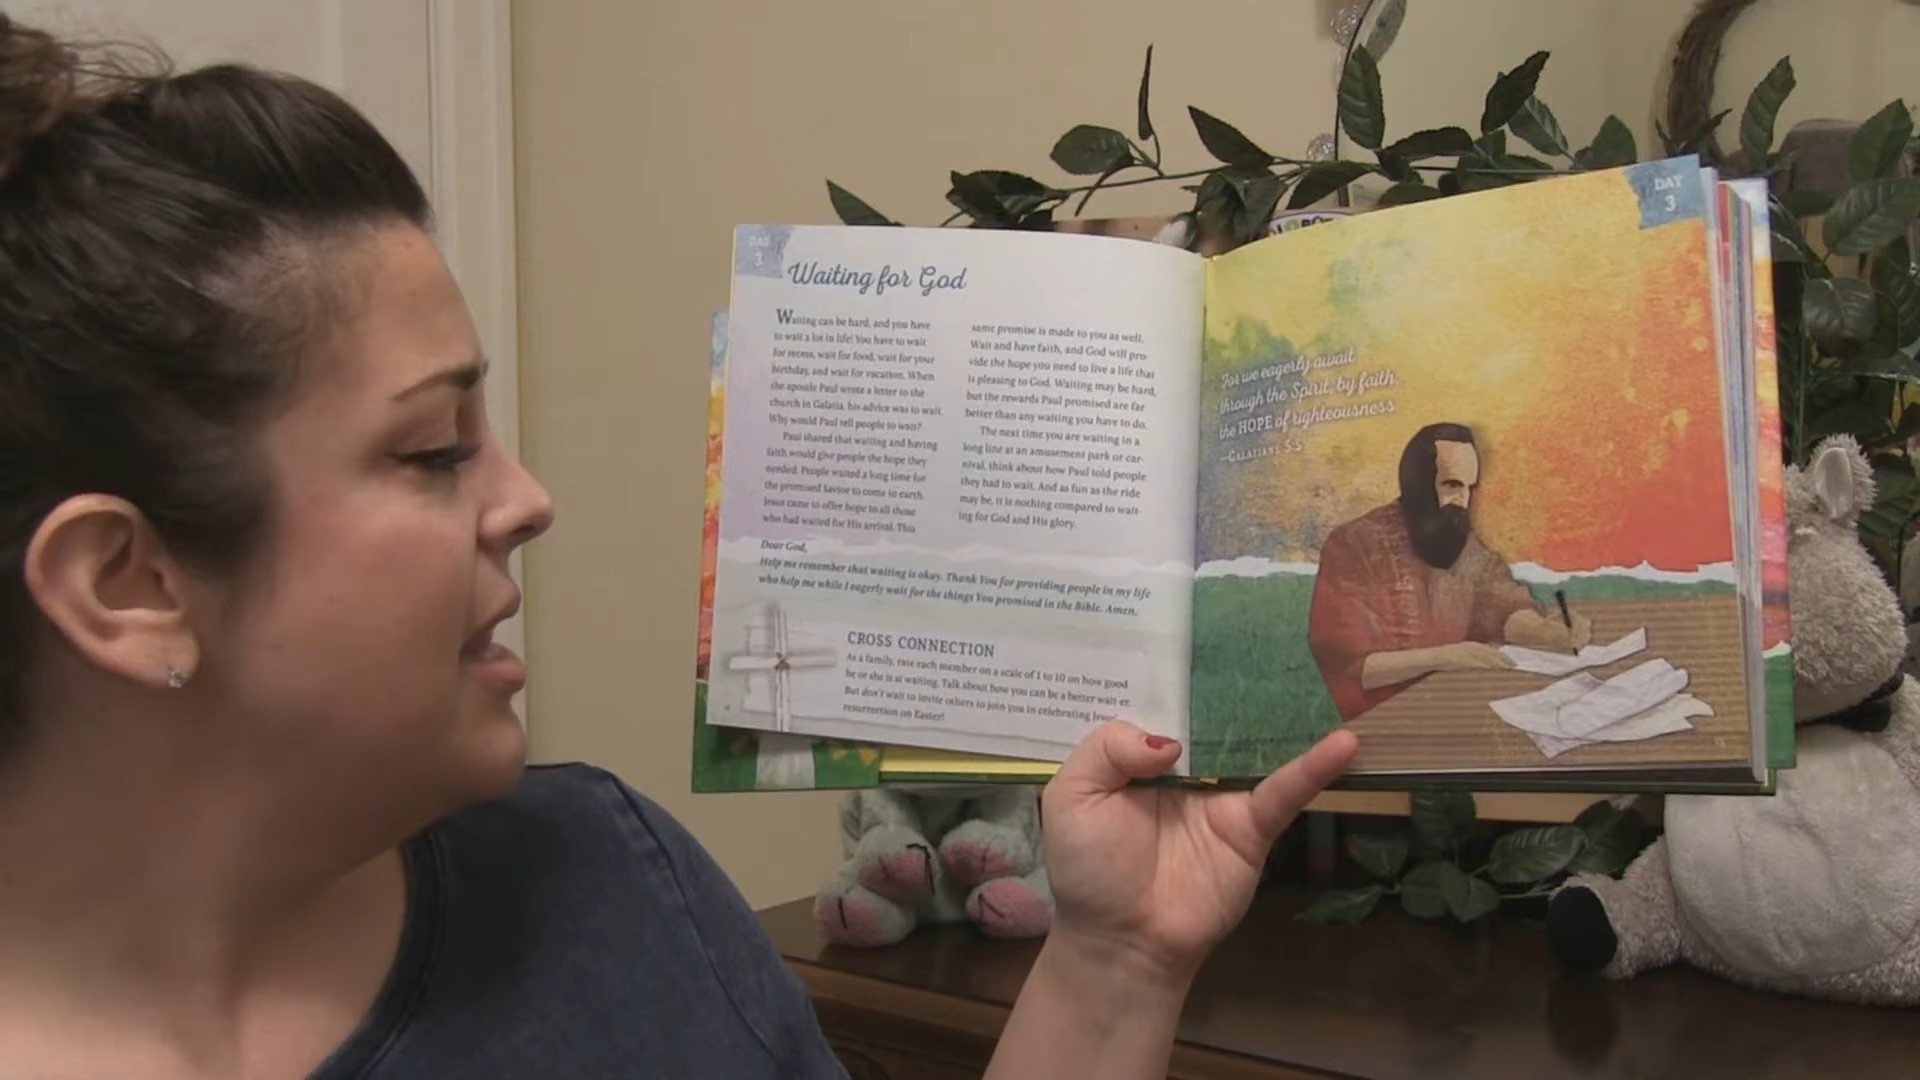 DAY
3
Waiting for God
Waiting can be hard, and you have
to wait a lot in life! You have to wait
for recess, wait for food, wait for your
birthday, and wait for vacation. When
the apostle Paul wrote a letter to the
church in Galatia, his advice was to wait.
Why would Paul tell people to wait?
Paul shared that waiting and having
faith would give people the hope they
needed. People waited a long time for
the promised Savior to come to earth.
Jesus came to offer hope to all those
who had waited for His arrival. This
same promise is made to you as well.
Wait and have faith, and God will pro-
vide the hope you need to live a life that
is pleasing to God. Waiting may be hard,
but the rewards Paul promised are far
better than any waiting you have to do.
The next time you are waiting in a
long line at an amusement park or car-
nival, think about how Paul told people
they had to wait. And as fun as the ride
may be, it is nothing compared to wait-
ing for God and His glory.
Dear God,
Help me remember that waiting is okay. Thank You for providing people in my life
who help me while I eagerly wait for the things You promised in the Bible. Amen.
CROSS CONNECTION
As a family, rate each member on a scale of 1 to 10 on how good
he or she is at waiting. Talk about how you can be a better wait-er.
But don't wait to invite others to join you in celebrating Jesus'
resurrection on Easter!
DAY
3
For we eagerly await
through the Spirit, by faith,
the HOPE of righteousness.
—GALATIANS 5:5